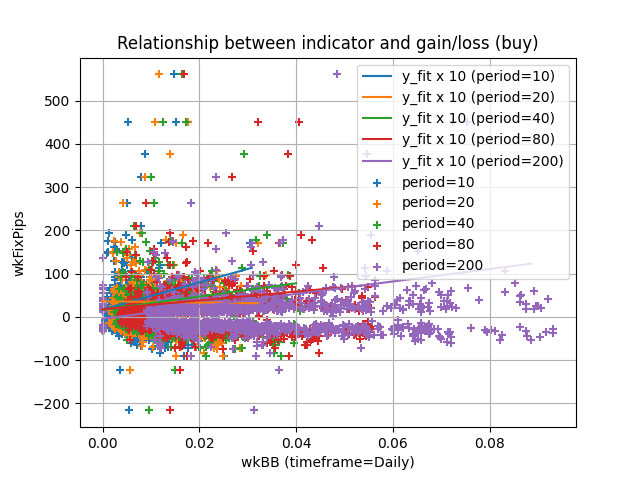 Relationship between indicator and gain/loss (buy)
y_fit x 10 (period=10)
y_fit x 10 (period=20)
y_fit x 10 (period=40)
y_fit x 10 (period=80)
y_fit x 10 (period=200)
period=10
period=20
period=40
period=80
period=200
wkFixPips
500
400
300
200
100
0
−100
−200
0.00
0.02
0.04
0.06
0.08
wkBB (timeframe=Daily)